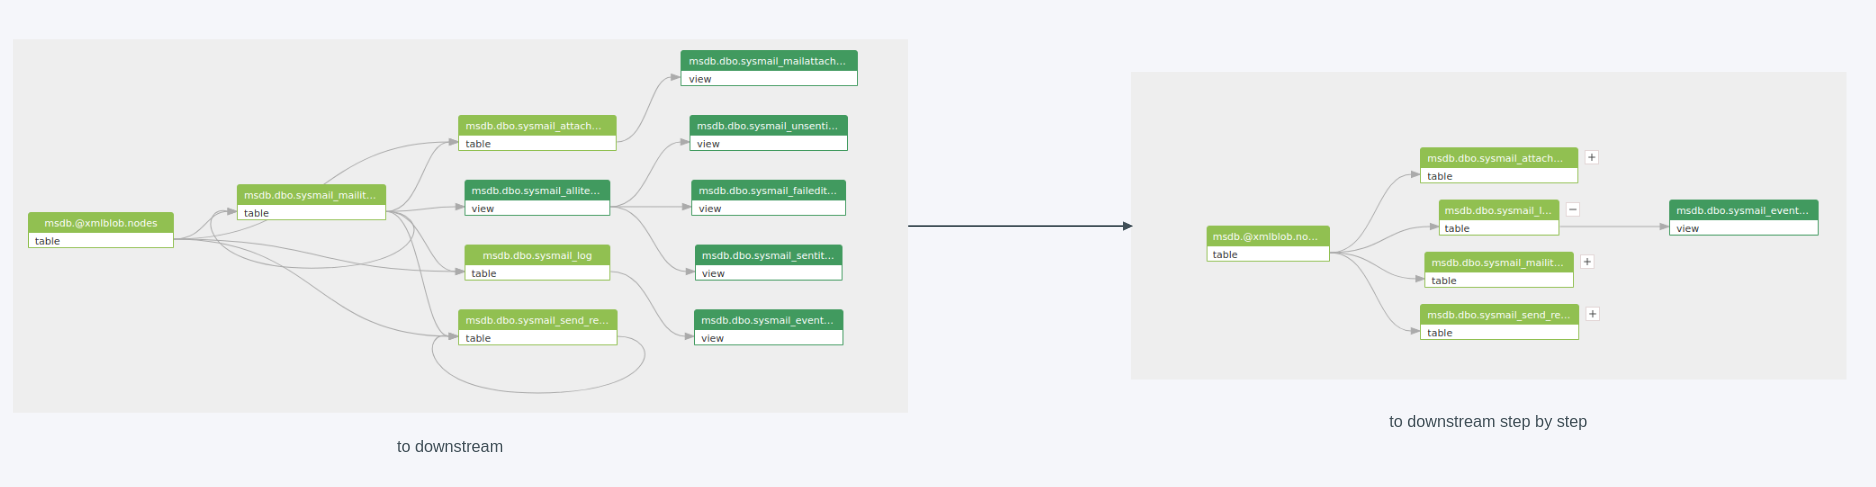 msdb.dbo.sysmail_mailattach...
view
msdb.dbo.sysmail_attach...
table
msdb.dbo.sysmail_unsenti...
view
msdb.dbo.sysmail_mailit...
table
msdb.dbo.sysmail_allite...
view
msdb.dbo.sysmail_failedit...
view
msdb.@xmlblob.nodes
table
msdb.dbo.sysmail_log
table
msdb.dbo.sysmail_sentit...
view
msdb.dbo.sysmail_send_re...
table
msdb.dbo.sysmail_event...
view
to downstream
msdb.dbo.sysmail_attach...
table
+
msdb.dbo.sysmail_l...
table
−
msdb.dbo.sysmail_event...
view
msdb.@xmlblob.no...
table
msdb.dbo.sysmail_mailit...
table
+
msdb.dbo.sysmail_send_re...
table
+
to downstream step by step